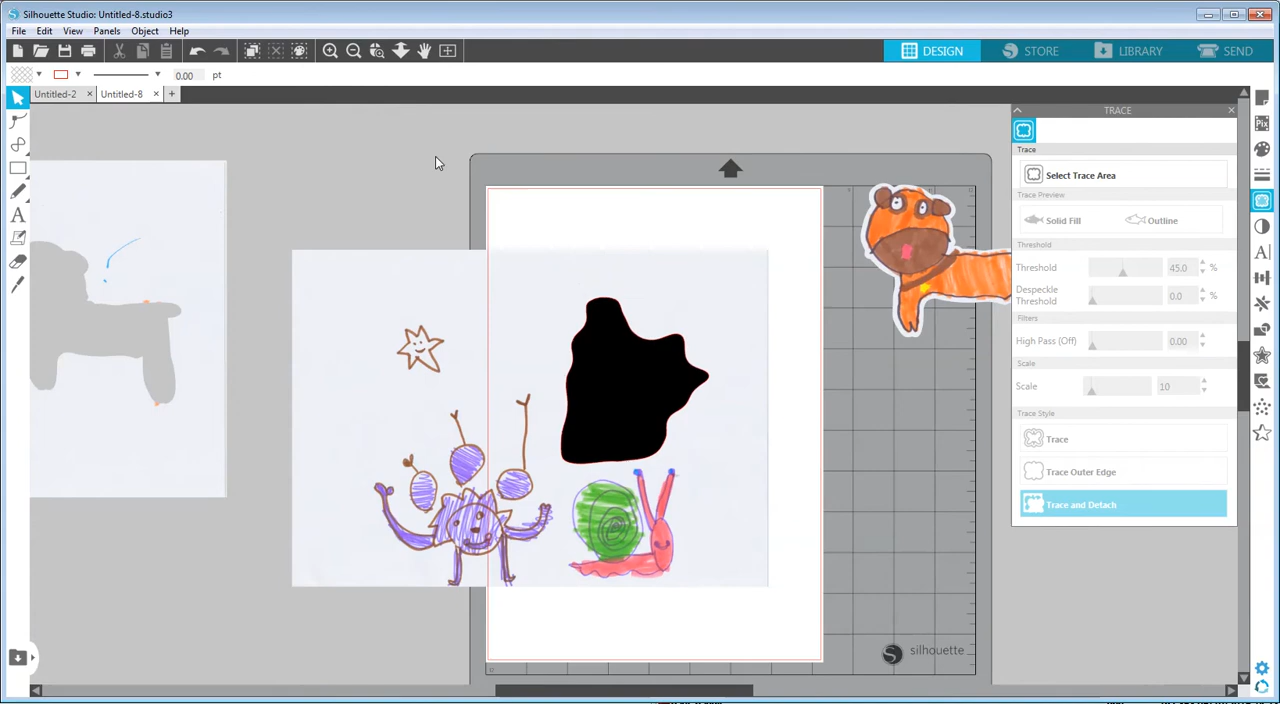 Silhouette Studio: Untitled-8.studio3
File Edit View Panels Object Help
DESIGN STORE LIBRARY SEND
0.00 pt
Untitled-2 Untitled-8
TRACE
Trace
Select Trace Area
Trace Preview
Solid Fill Outline
Threshold
Threshold 45.0 %
Despeckle
Threshold 0.0 %
Filters
High Pass (Off) 0.00
Scale
Scale 10
Trace Style
Trace
Trace Outer Edge
Trace and Detach
silhouette